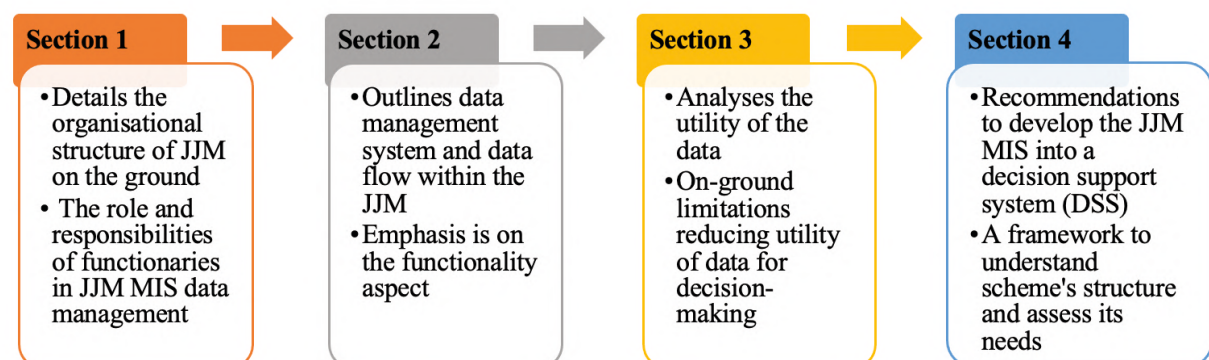 Section 1
•Details the
organisational
structure of JJM
on the ground
• The role and
responsibilities
of functionaries
in JJM MIS data
management
Section 2
•Outlines data
management
system and data
flow within the
JJM
•Emphasis is on
the functionality
aspect
Section 3
•Analyses the
utility of the
data
•On-ground
limitations
reducing utility
of data for
decision-
making
Section 4
•Recommendations
to develop the JJM
MIS into a
decision support
system (DSS)
•A framework to
understand
scheme's structure
and assess its
needs